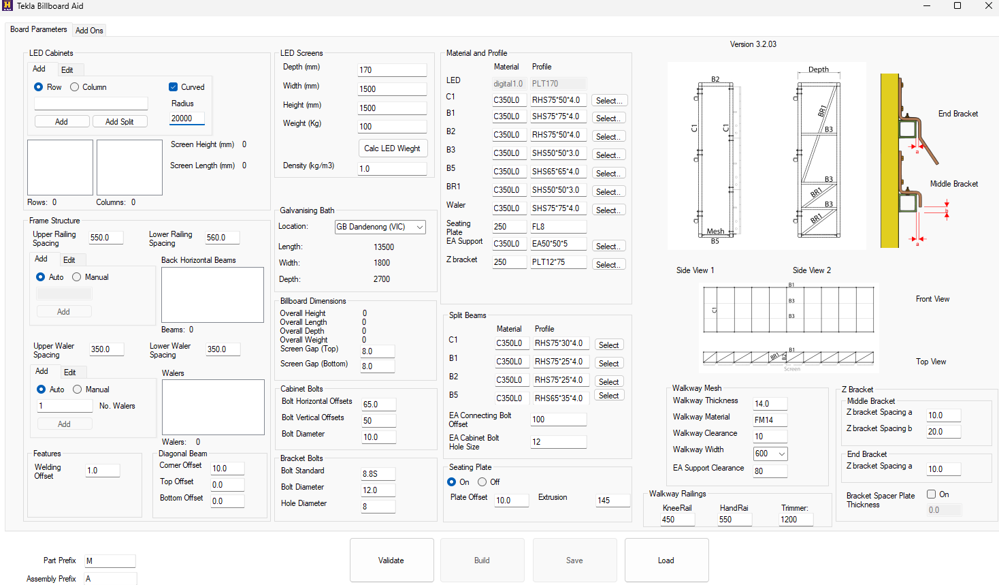 Tekla Billboard Aid
Board Parameters
Add Ons
LED Cabinets
Add
Edit
Row
Column
Curved
Radius
20000
Add
Add Split
Screen Height (mm) 0
Screen Length (mm) 0
Rows: 0
Columns: 0
Frame Structure
Upper Railing Spacing
550.0
Lower Railing Spacing
560.0
Add
Edit
Back Horizontal Beams
Auto
Manual
Add
Beams: 0
Upper Waler Spacing
350.0
Lower Waler Spacing
350.0
Add
Edit
Walers
Auto
Manual
1
No. Walers
Add
Walers: 0
Features
Welding Offset
1.0
Diagonal Beam
Corner Offset 10.0
Top Offset 0.0
Bottom Offset 0.0
LED Screens
Depth (mm) 170
Width (mm) 1500
Height (mm) 1500
Weight (Kg) 100
Calc LED Wieght
Density (kg/m3) 1.0
Galvanising Bath
Location: GB Dandenong (VIC)
Length: 13500
Width: 1800
Depth: 2700
Billboard Dimensions
Overall Height 0
Overall Length 0
Overall Depth 0
Overall Weight 0
Screen Gap (Top) 8.0
Screen Gap (Bottom) 8.0
Cabinet Bolts
Bolt Horizontal Offsets 65.0
Bolt Vertical Offsets 50
Bolt Diameter 10.0
Bracket Bolts
Bolt Standard 8.8S
Bolt Diameter 12.0
Hole Diameter 8
Material and Profile
Material Profile
LED digital1.0 PLT170
C1 C350L0 RHS75*50*4.0 Select...
B1 C350L0 SHS75*75*4.0 Select..
B2 C350L0 RHS75*50*4.0 Select..
B3 C350L0 SHS50*50*3.0 Select..
B5 C350L0 SHS65*65*4.0 Select..
BR1 C350L0 SHS50*50*3.0 Select..
Waler C350L0 SHS75*75*4.0 Select..
Seating Plate 250 FL8
EA Support C350L0 EA50*50*5 Select..
Z bracket 250 PLT12*75 Select..
Split Beams
Material Profile
C1 C350L0 RHS75*30*4.0 Select
B1 C350L0 RHS75*25*4.0 Select
B2 C350L0 RHS75*25*4.0 Select
B5 C350L0 RHS65*35*4.0 Select
EA Connecting Bolt Offset
100
EA Cabinet Bolt Hole Size
12
Seating Plate
On
Off
Plate Offset 10.0
Extrusion 145
Version 3.2.03
B2
C1
C1
Mesh
B5
Depth
BR1
B3
B3
BR1
B3
BR1
a
End Bracket
Middle Bracket
b
a
Side View 1
Side View 2
B1
B3
C1
B3
Front View
B1
BR1
B2
Screen
Top View
Walkway Mesh
Walkway Thickness 14.0
Walkway Material FM14
Walkway Clearance 10
Walkway Width 600
EA Support Clearance 80
Walkway Railings
KneeRail HandRai Trimmer:
450 550 1200
Z Bracket
Middle Bracket
Z bracket Spacing a 10.0
Z bracket Spacing b 20.0
End Bracket
Z bracket Spacing a 10.0
Bracket Spacer Plate Thickness
On
0.0
Part Prefix M
Assembly Prefix A
Validate
Build
Save
Load